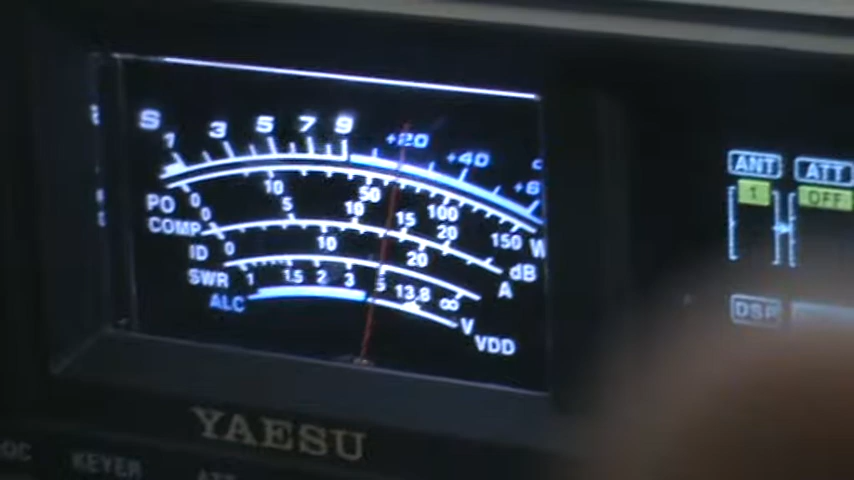 S 1 3 5 7 9 +20 +40 +6
PO 0 10 50 100 150 W
COMP 0 5 10 15 20 dB
ID 0 10 20 A
SWR 1 1.5 2 3 5 ∞
ALC 13.8 V
VDD
ANT ATT
1 OFF
DSP
YAESU
KEYER